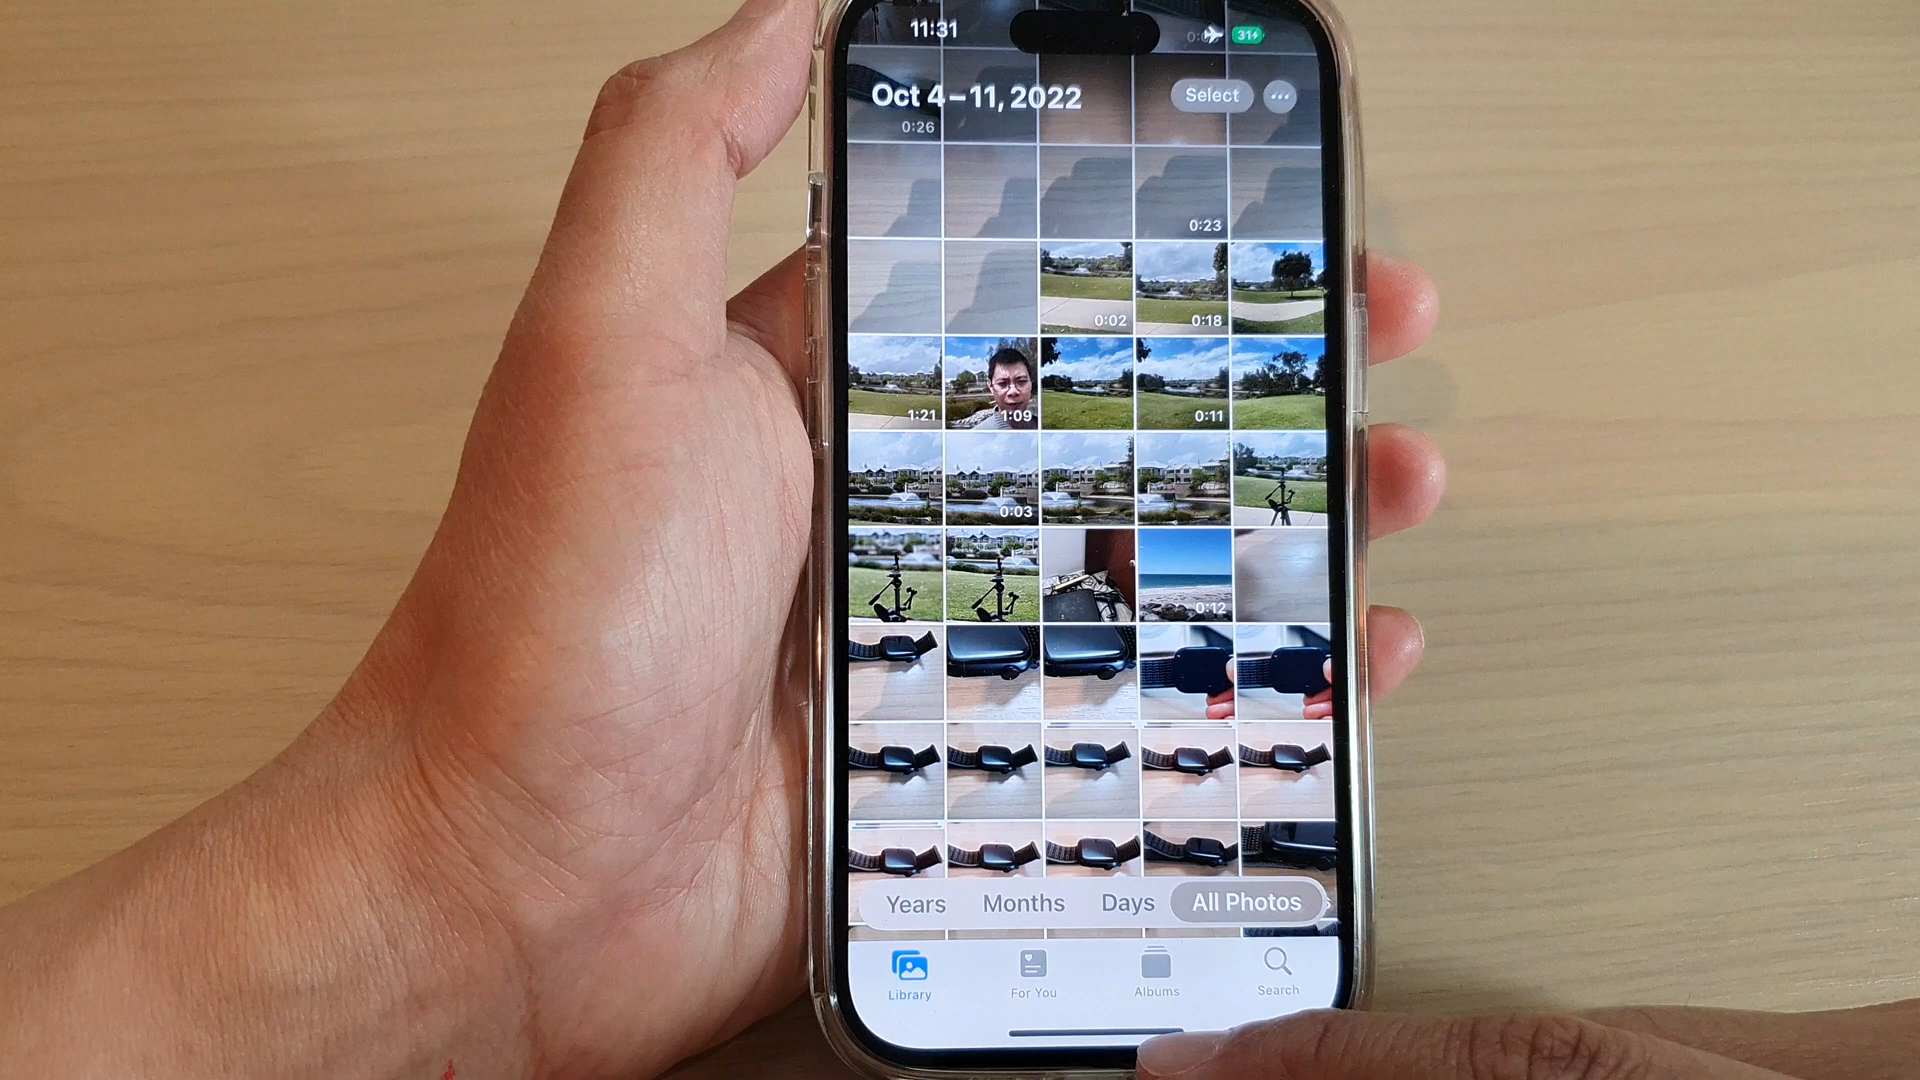 11:31
31
Oct 4–11, 2022
Select
0:26
0:23
0:02
0:18
1:21
1:09
0:11
0:03
0:12
Years
Months
Days
All Photos
Library
For You
Albums
Search